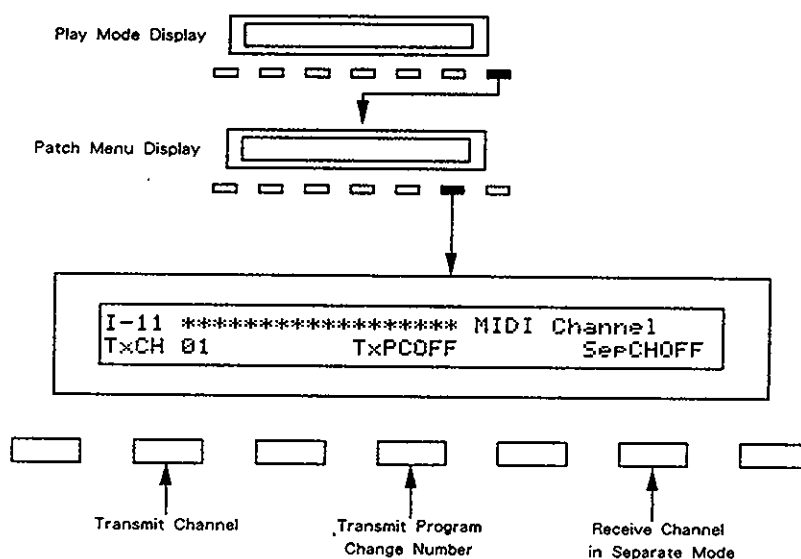 Play Mode Display
Patch Menu Display
I-11 ****************** MIDI Channel
TxCH 01 TxPCOFF SepCHOFF
Transmit Channel
Transmit Program
Change Number
Receive Channel
in Separate Mode